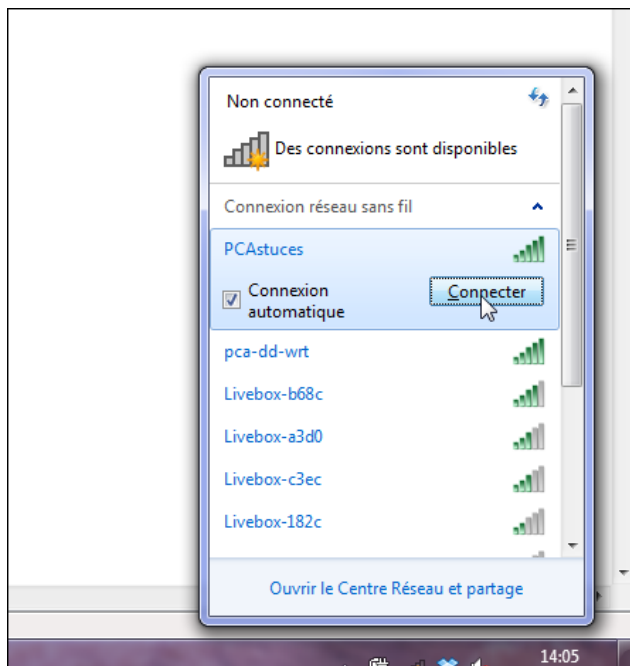 Non connecté
Des connexions sont disponibles
Connexion réseau sans fil
PCAstuces
Connexion
automatique
Connecter
pca-dd-wrt
Livebox-b68c
Livebox-a3d0
Livebox-c3ec
Livebox-182c
Ouvrir le Centre Réseau et partage
14:05